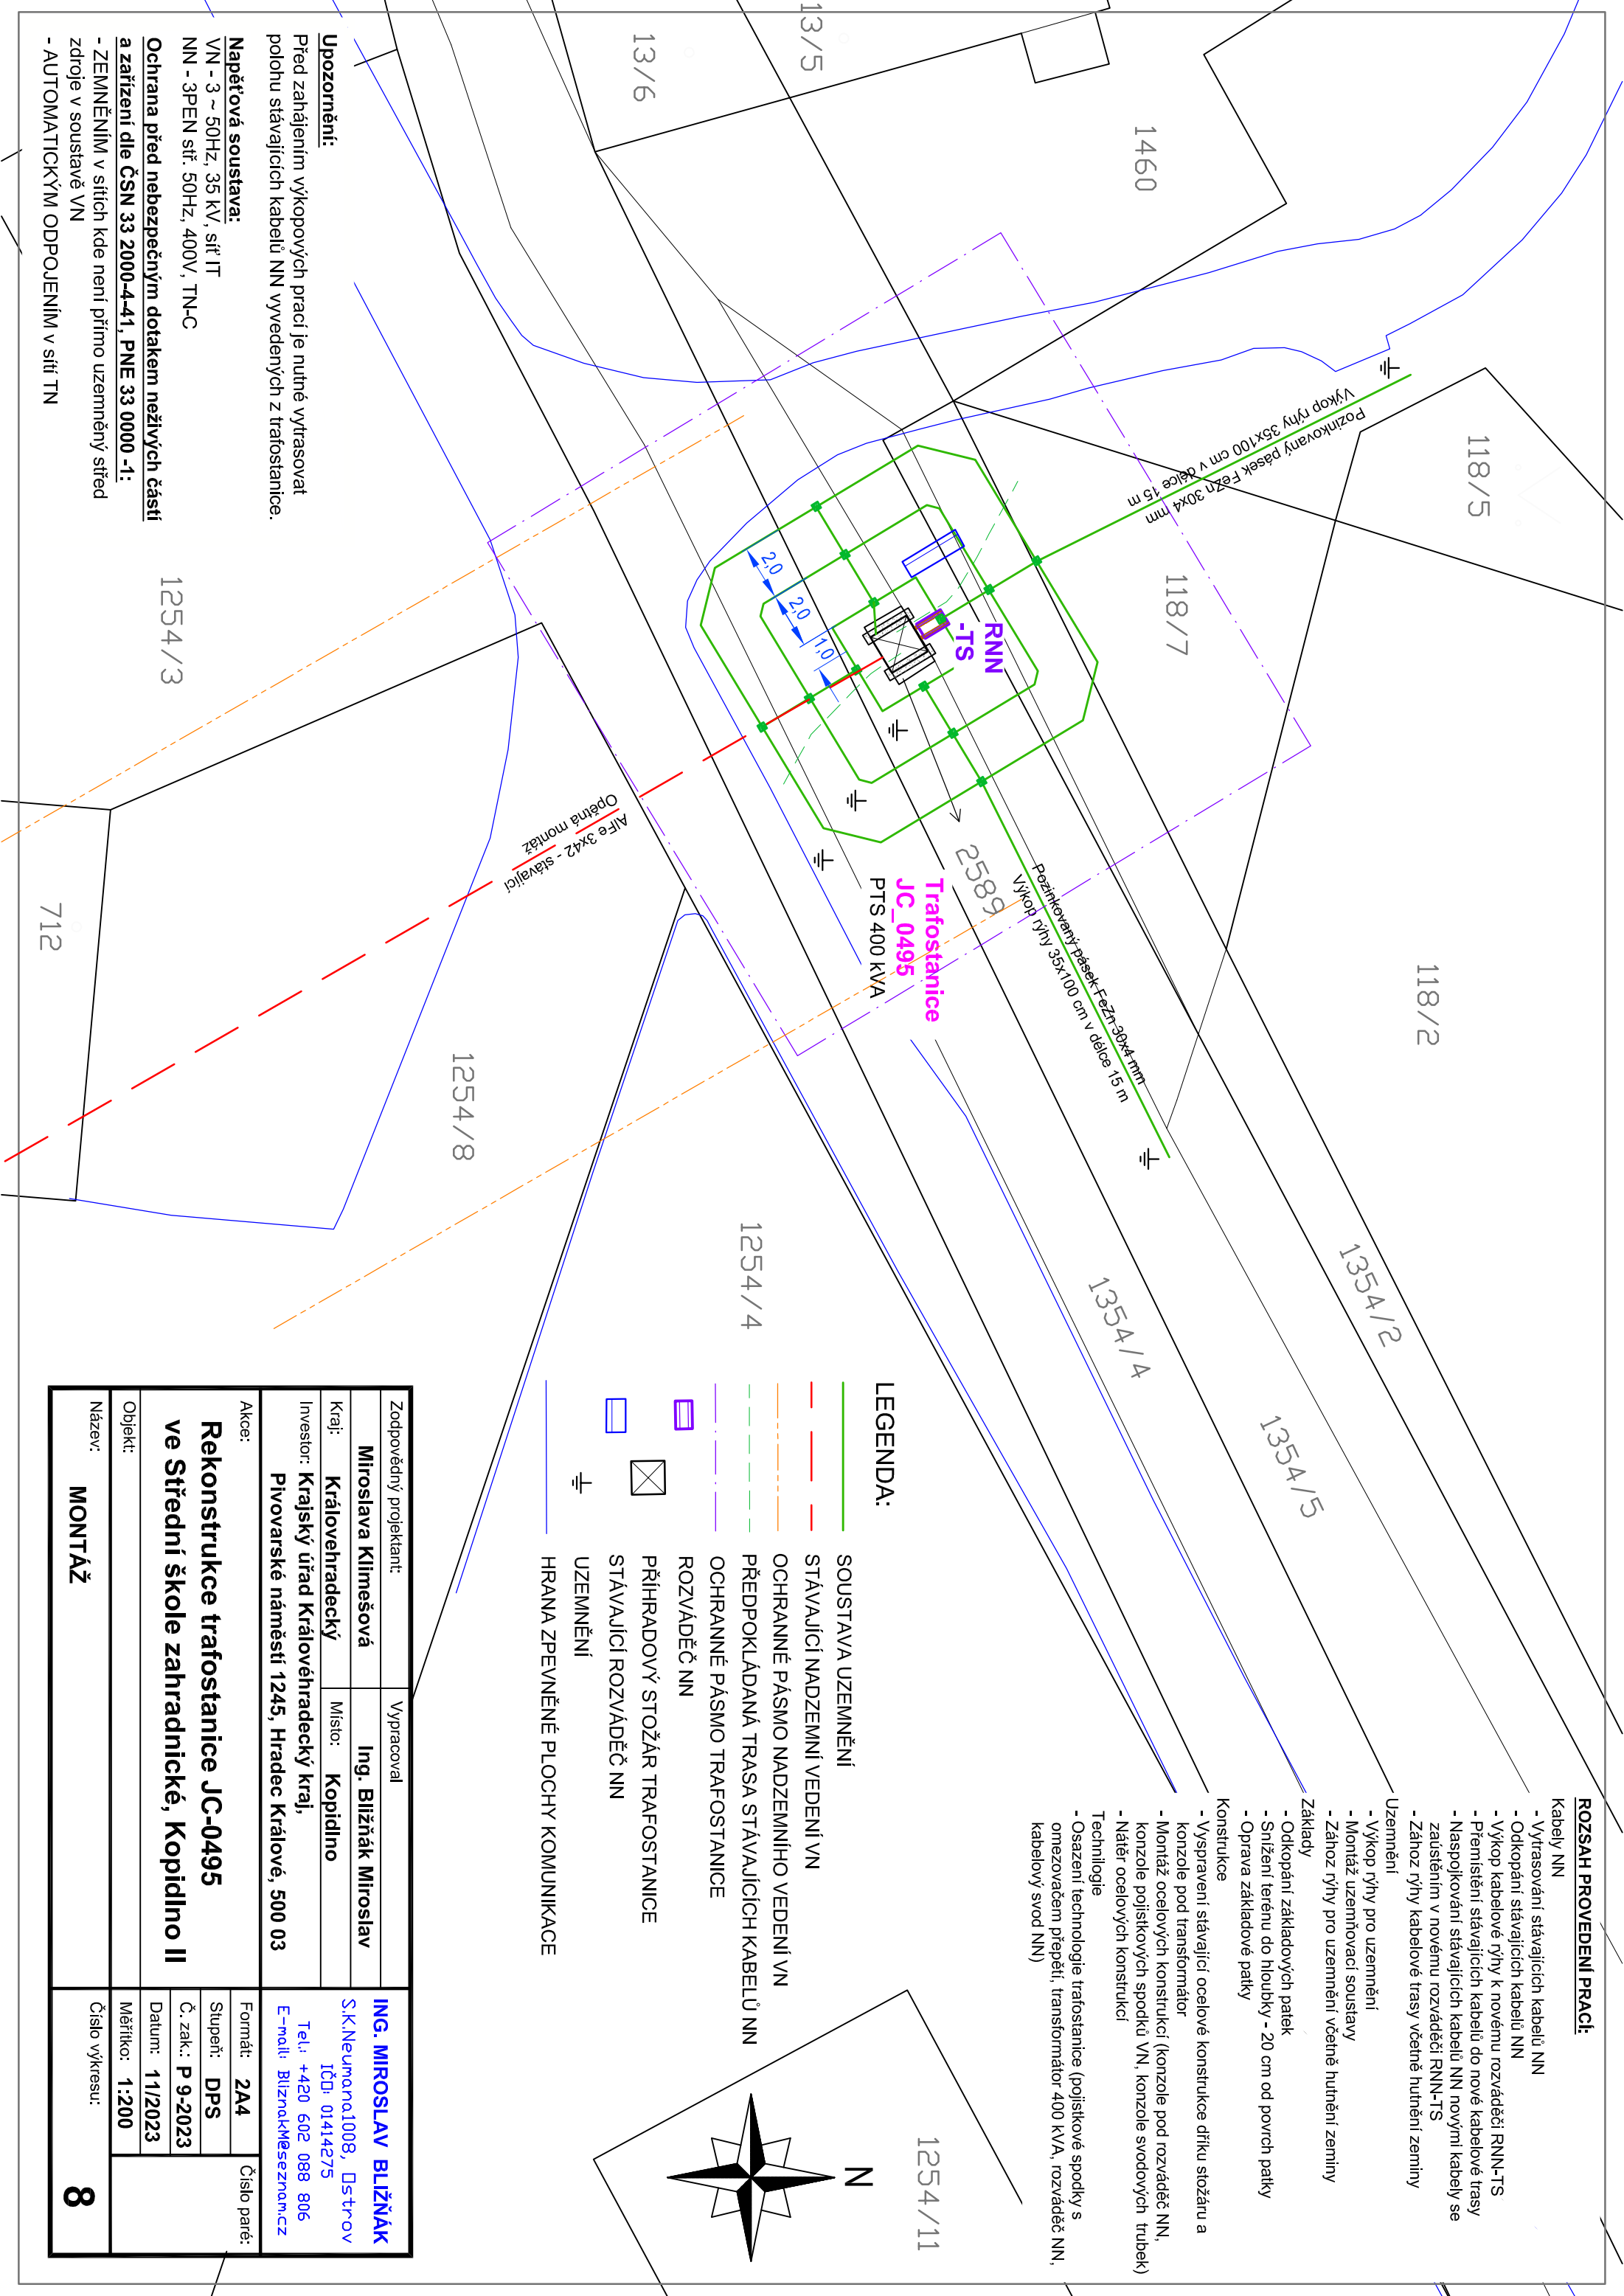 ROZSAH PROVEDENÍ PRACÍ:
Kabely NN
- Vytrasování stávajících kabelů NN
- Odkopání stávajících kabelů NN
- Výkop kabelové rýhy k novému rozváděči RNN-TS
- Přemístění stávajících kabelů do nové kabelové trasy
- Naspojkování stávajících kabelů NN novými kabely se
zaústěním v novému rozváděči RNN-TS
- Zához rýhy kabelové trasy včetně hutnění zeminy
Uzemnění
- Výkop rýhy pro uzemnění
- Montáž uzemňovací soustavy
- Zához rýhy pro uzemnění včetně hutnění zeminy
Základy
- Odkopání základových patek
- Snížení terénu do hloubky - 20 cm od povrch patky
- Oprava základové patky
Konstrukce
- Vyspravení stávající ocelové konstrukce dříku stožáru a
konzole pod transformátor
- Montáž ocelových konstrukcí (konzole pod rozváděč NN,
konzole pojistkových spodků VN, konzole svodových trubek)
- Nátěr ocelových konstrukcí
Technilogie
- Osazení technologie trafostanice (pojistkové spodky s
omezovačem přepětí, transformátor 400 kVA, rozváděč NN,
kabelový svod NN)
13/5
13/6
1460
118/5
118/7
118/2
1354/2
1354/4
1354/5
2589
1254/3
712
1254/8
1254/4
1254/11
Pozinkovaný pásek FeZn 30x4 mm
Výkop rýhy 35x100 cm v délce 15 m
RNN
-TS
2,0
2,0
1,0
Trafostanice
JC_0495
PTS 400 kVA
Pozinkovaný pásek FeZn 30x4 mm
Výkop rýhy 35x100 cm v délce 15 m
AlFe 3x42 - stávající
Opětná montáž
Upozornění:
Před zahájením výkopových prací je nutné vytrasovat
polohu stávajících kabelů NN vyvedených z trafostanice.
Napěťová soustava:
VN - 3 ~ 50Hz, 35 kV, síť IT
NN - 3PEN stř. 50Hz, 400V, TN-C
Ochrana před nebezpečným dotakem neživých částí
a zařízení dle ČSN 33 2000-4-41, PNE 33 0000 -1:
- ZEMNĚNÍM v sítích kde není přímo uzemněný střed
zdroje v soustavě VN
- AUTOMATICKÝM ODPOJENÍM v sítí TN
LEGENDA:
SOUSTAVA UZEMNĚNÍ
STÁVAJÍCÍ NADZEMNÍ VEDENÍ VN
OCHRANNÉ PÁSMO NADZEMNÍHO VEDENÍ VN
PŘEDPOKLÁDANÁ TRASA STÁVAJÍCÍCH KABELŮ NN
OCHRANNÉ PÁSMO TRAFOSTANICE
ROZVÁDĚČ NN
PŘÍHRADOVÝ STOŽÁR TRAFOSTANICE
STÁVAJÍCÍ ROZVÁDĚČ NN
UZEMNĚNÍ
HRANA ZPEVNĚNÉ PLOCHY KOMUNIKACE
N
Zodpovědný projektant:
Miroslava Klimešová
Vypracoval
Ing. Bližňák Miroslav
Kraj: Královehradecký
Místo: Kopidlno
Investor: Krajský úřad Královéhradecký kraj,
Pivovarské náměstí 1245, Hradec Králové, 500 03
ING. MIROSLAV BLIŽŇÁK
S.K.Neumanna1008, Ostrov
IČO: 01414275
Tel.: +420 602 088 806
E-mail: BliznakM@seznam.cz
Akce:
Rekonstrukce trafostanice JC-0495
ve Střední škole zahradnické, Kopidlno II
Objekt:
Název:
MONTÁŽ
Formát: 2A4
Stupeň: DPS
Č. zak.: P 9-2023
Datum: 11/2023
Měřítko: 1:200
Číslo paré:
Číslo výkresu:
8